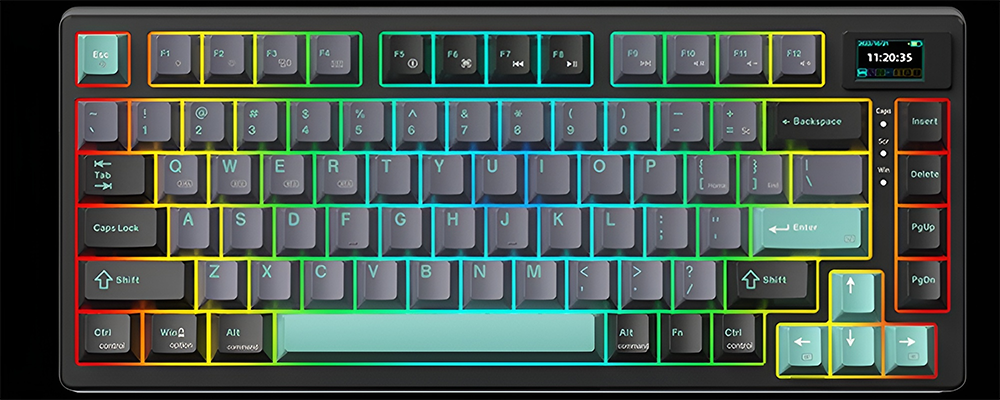 Esc F1 F2 F3 F4 F5 F6 F7 F8 F9 F10 F11 F12
11:20:35
~ ! @ # $ % ^ & * ( ) — +
\ 1 2 3 4 5 6 7 8 9 0 - = ← Backspace Caps Insert
Scr
Tab Q W E R T Y U I O P { [ Home } ] End | \ Win Delete
Caps Lock A S D F G H J K L : ; " ' Enter PgUp
Shift Z X C V B N M < , > . ? / Shift ↑ PgDn
Ctrl Win Alt Alt Fn Ctrl ← ↓ →
control option command command control